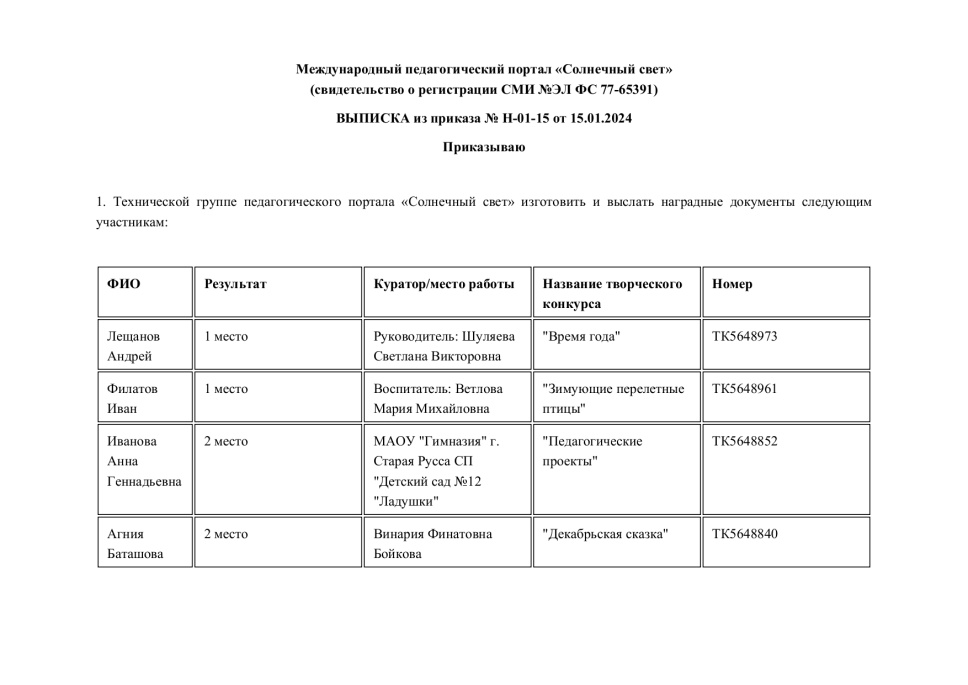 Международный педагогический портал «Солнечный свет»
(свидетельство о регистрации СМИ №ЭЛ ФС 77-65391)
ВЫПИСКА из приказа № Н-01-15 от 15.01.2024
Приказываю
1. Технической группе педагогического портала «Солнечный свет» изготовить и выслать наградные документы следующим
участникам:
ФИО
Результат
Куратор/место работы
Название творческого
конкурса
Номер
Лещанов
Андрей
1 место
Руководитель: Шуляева
Светлана Викторовна
"Время года"
ТК5648973
Филатов
Иван
1 место
Воспитатель: Ветлова
Мария Михайловна
"Зимующие перелетные
птицы"
ТК5648961
Иванова
Анна
Геннадьевна
2 место
МАОУ "Гимназия" г.
Старая Русса СП
"Детский сад №12
"Ладушки"
"Педагогические
проекты"
ТК5648852
Агния
Баташова
2 место
Винария Финатовна
Бойкова
"Декабрьская сказка"
ТК5648840